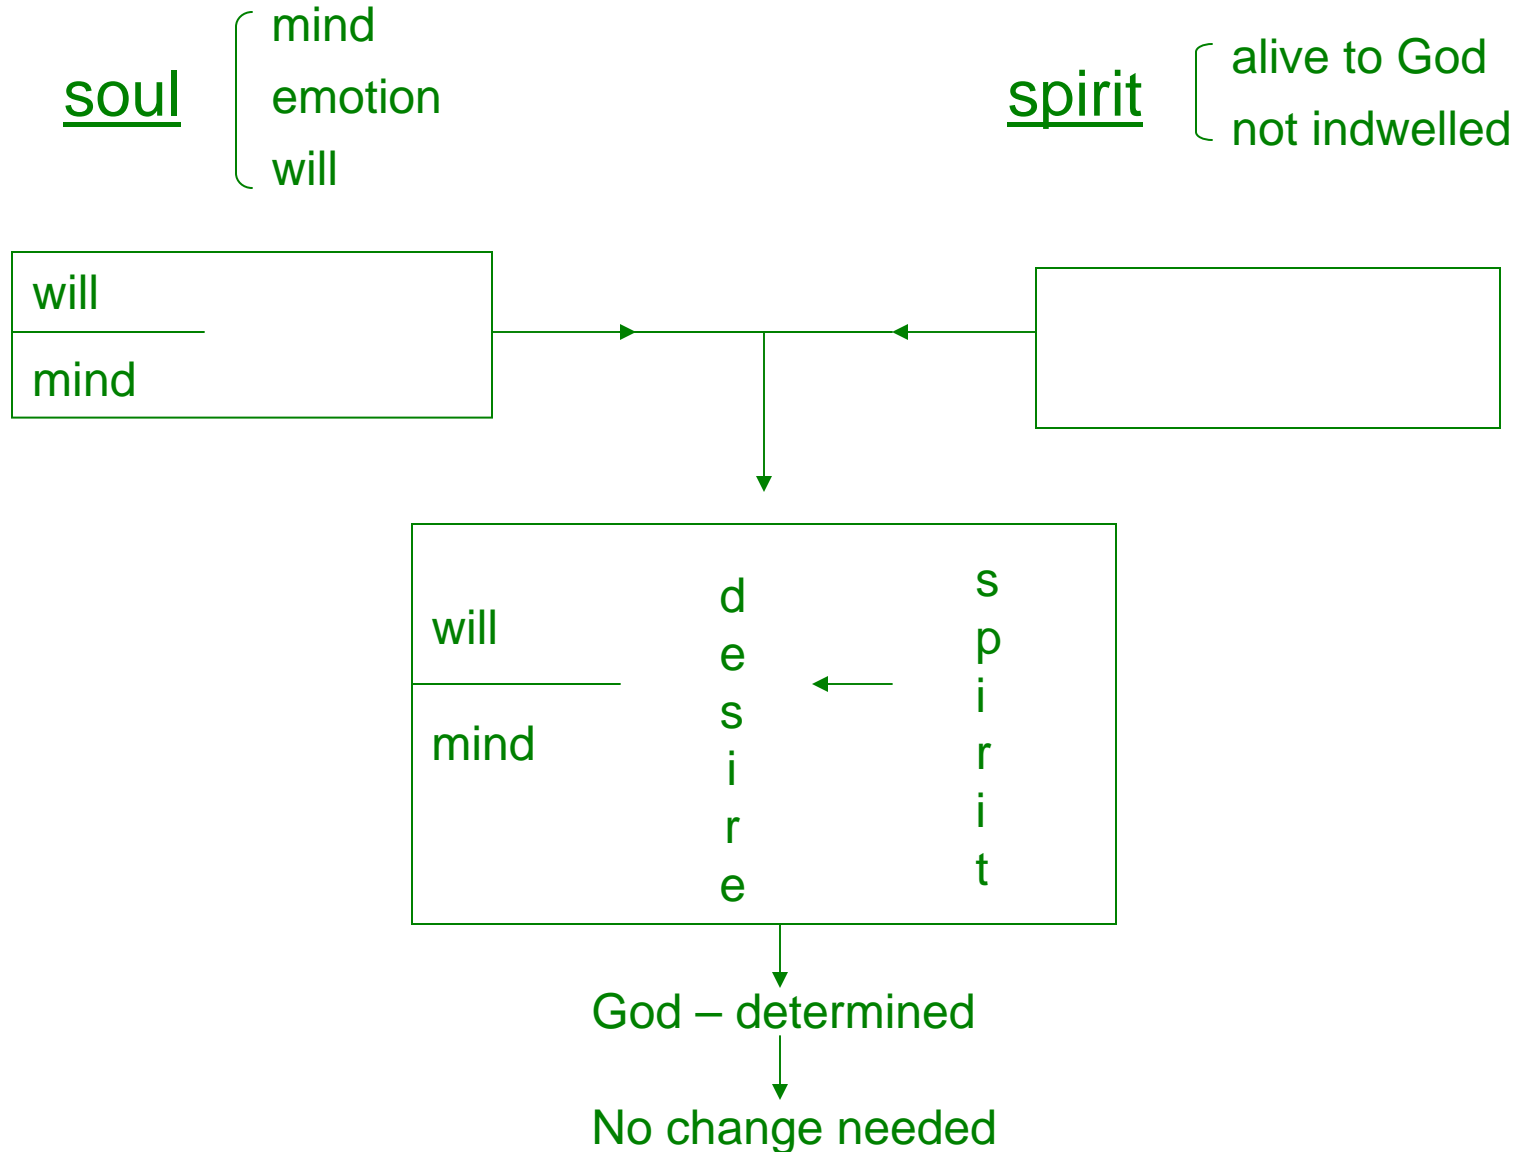 soul
mind
emotion
will
spirit
alive to God
not indwelled
will
mind
will
mind
desire
spirit
God – determined
No change needed